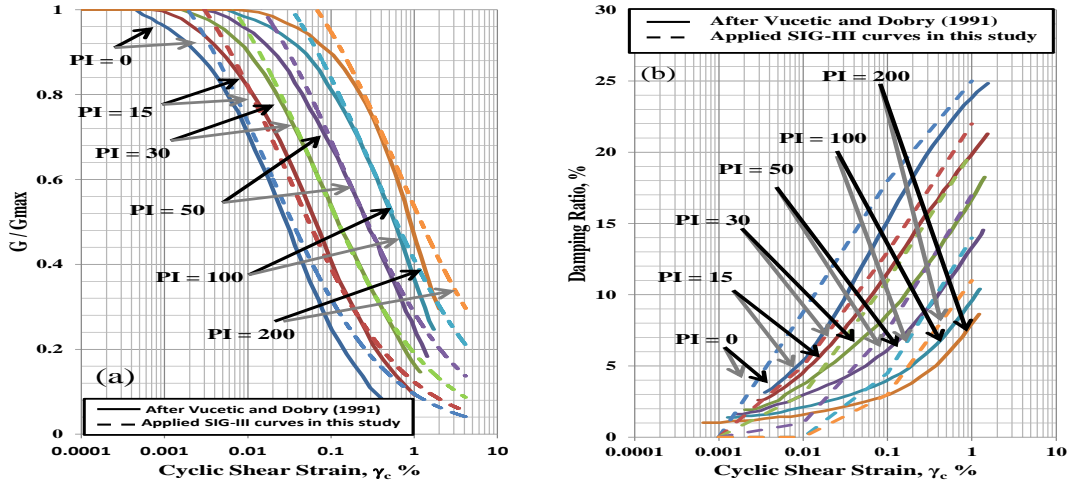 1
0.8
0.6
0.4
0.2
0
G / Gmax
PI = 0
PI = 15
PI = 30
PI = 50
PI = 100
PI = 200
(a)
After Vucetic and Dobry (1991)
Applied SIG-III curves in this study
0.0001 0.001 0.01 0.1 1 10
Cyclic Shear Strain, γc %
30
25
20
15
10
5
0
Damping Ratio, %
After Vucetic and Dobry (1991)
Applied SIG-III curves in this study
(b)
PI = 200
PI = 100
PI = 50
PI = 30
PI = 15
PI = 0
0.0001 0.001 0.01 0.1 1 10
Cyclic Shear Strain, γc %